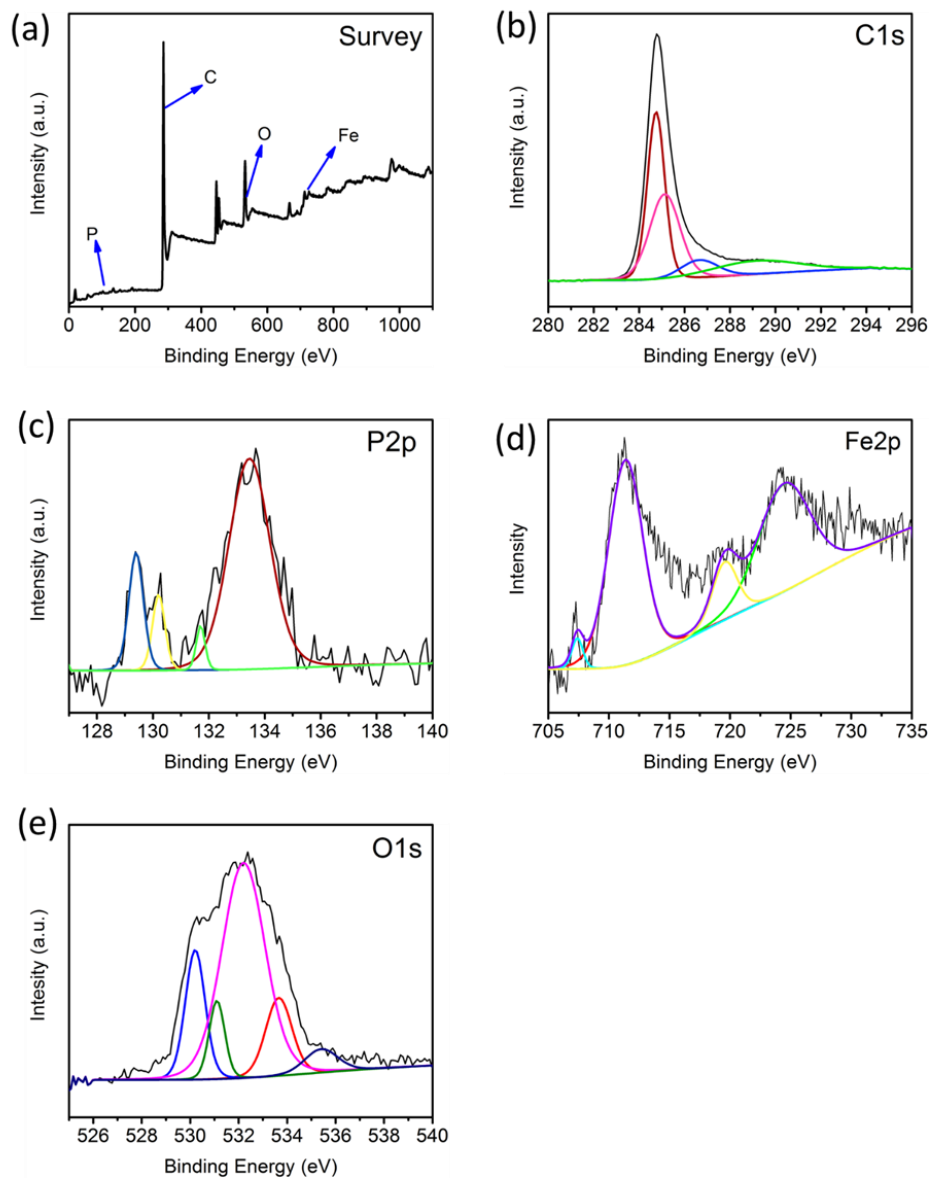 (a)
Survey
C
O
Fe
P
Intensity (a.u.)
0 200 400 600 800 1000
Binding Energy (eV)
(b)
C1s
Intensity (a.u.)
280 282 284 286 288 290 292 294 296
Binding Energy (eV)
(c)
P2p
Intensity (a.u.)
128 130 132 134 136 138 140
Binding Energy (eV)
(d)
Fe2p
Intensity
705 710 715 720 725 730 735
Binding Energy (eV)
(e)
O1s
Intesity (a.u.)
526 528 530 532 534 536 538 540
Binding Energy (eV)